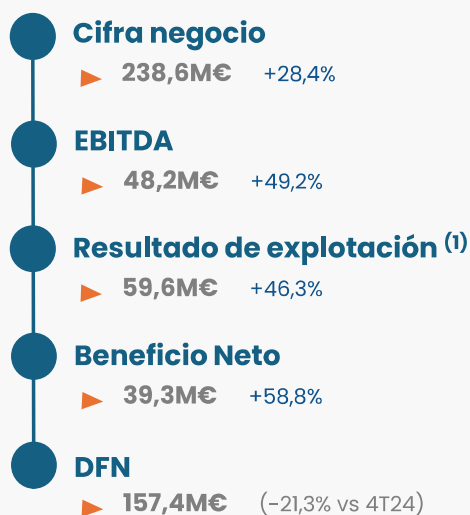 Cifra negocio
238,6M€ +28,4%
EBITDA
48,2M€ +49,2%
Resultado de explotación (1)
59,6M€ +46,3%
Beneficio Neto
39,3M€ +58,8%
DFN
157,4M€ (-21,3% vs 4T24)